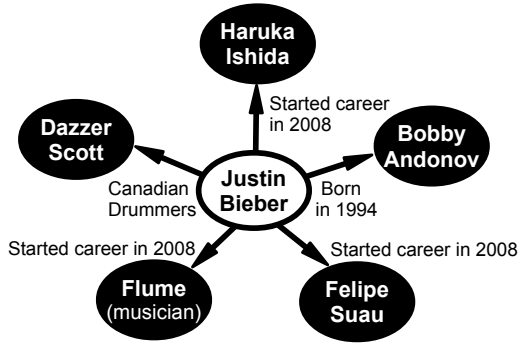 Haruka
Ishida
Started career
in 2008
Dazzer
Scott
Bobby
Andonov
Canadian
Drummers
Justin
Bieber
Born
in 1994
Started career in 2008
Started career in 2008
Flume
(musician)
Felipe
Suau